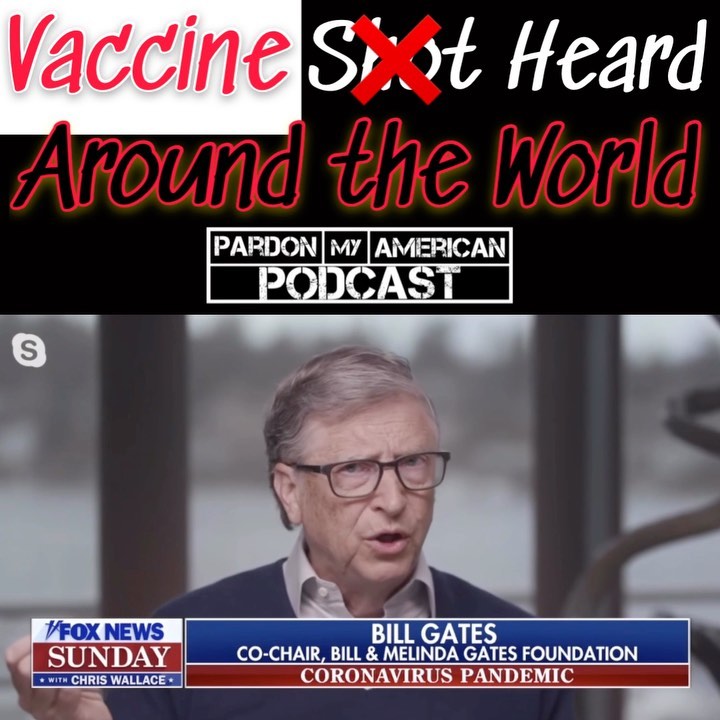 Vaccine Shot Heard
Around the World
PARDON MY AMERICAN
PODCAST
S
FOX NEWS
SUNDAY
WITH CHRIS WALLACE
BILL GATES
CO-CHAIR, BILL & MELINDA GATES FOUNDATION
CORONAVIRUS PANDEMIC